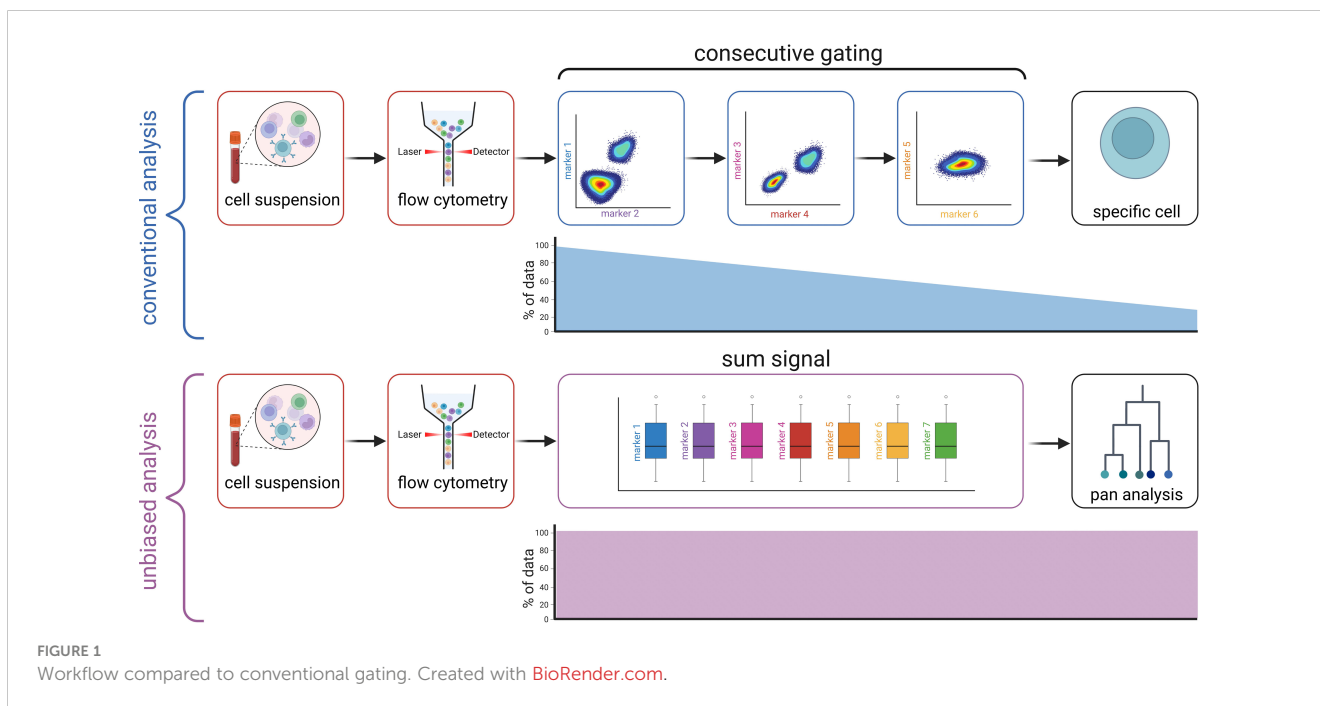 consecutive gating
conventional analysis
cell suspension
Laser
Detector
flow cytometry
marker 1
marker 2
marker 3
marker 4
marker 5
marker 6
specific cell
% of data
100
80
60
40
20
0
sum signal
unbiased analysis
cell suspension
Laser
Detector
flow cytometry
marker 1
marker 2
marker 3
marker 4
marker 5
marker 6
marker 7
pan analysis
% of data
100
80
60
40
20
0
FIGURE 1
Workflow compared to conventional gating. Created with BioRender.com.